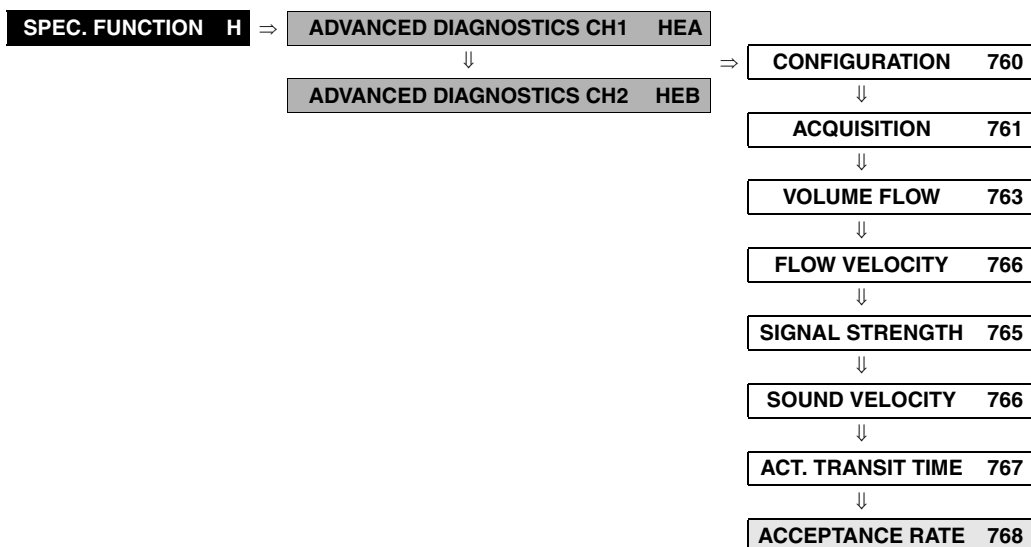 SPEC. FUNCTION H ⇒ ADVANCED DIAGNOSTICS CH1 HEA
⇓
ADVANCED DIAGNOSTICS CH2 HEB
⇒ CONFIGURATION 760
⇓
ACQUISITION 761
⇓
VOLUME FLOW 763
⇓
FLOW VELOCITY 766
⇓
SIGNAL STRENGTH 765
⇓
SOUND VELOCITY 766
⇓
ACT. TRANSIT TIME 767
⇓
ACCEPTANCE RATE 768